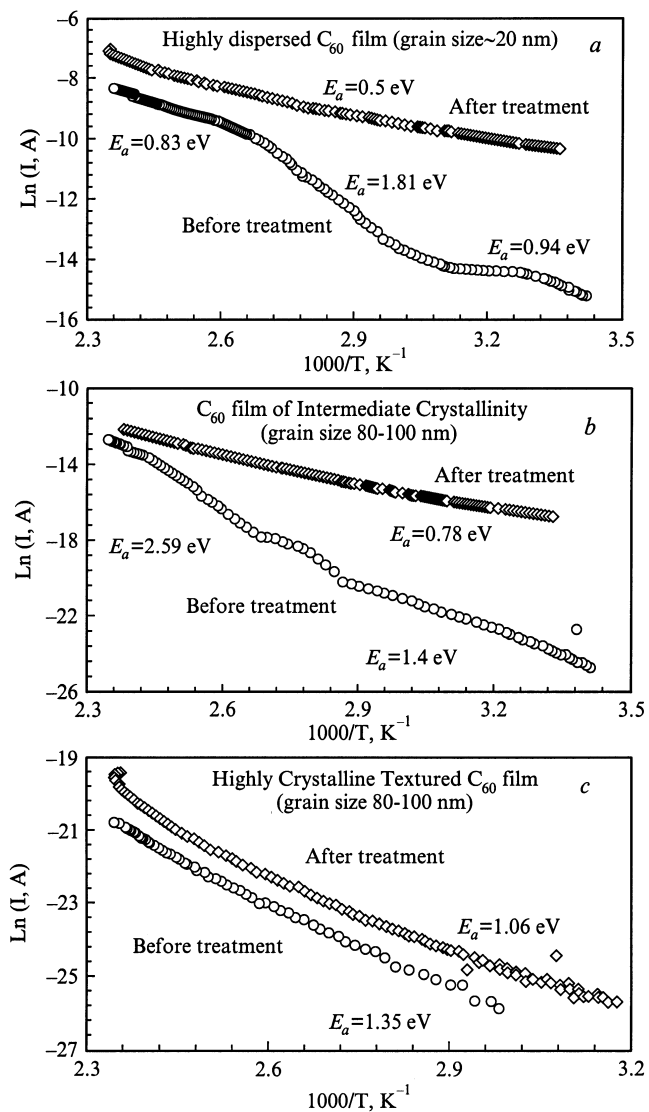 Highly dispersed C60 film (grain size~20 nm)
a
−6
−8
−10
−12
−14
−16
Ln (I, A)
Ea=0.5 eV
After treatment
Ea=0.83 eV
Ea=1.81 eV
Before treatment
Ea=0.94 eV
2.3 2.6 2.9 3.2 3.5
1000/T, K−1
C60 film of Intermediate Crystallinity
(grain size 80-100 nm)
b
−10
−14
−18
−22
−26
Ln (I, A)
After treatment
Ea=0.78 eV
Ea=2.59 eV
Before treatment
Ea=1.4 eV
2.3 2.6 2.9 3.2 3.5
1000/T, K−1
Highly Crystalline Textured C60 film
(grain size 80-100 nm)
c
−19
−21
−23
−25
−27
Ln (I, A)
After treatment
Ea=1.06 eV
Before treatment
Ea=1.35 eV
2.3 2.6 2.9 3.2
1000/T, K−1